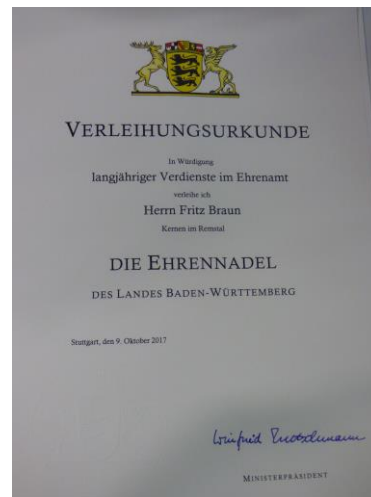 VERLEIHUNGSURKUNDE
In Würdigung
langjähriger Verdienste im Ehrenamt
verleihe ich
Herrn Fritz Braun
Kernen im Remstal
DIE EHRENNADEL
DES LANDES BADEN-WÜRTTEMBERG
Stuttgart, den 9. Oktober 2017
Winfried Kretschmann
MINISTERPRÄSIDENT